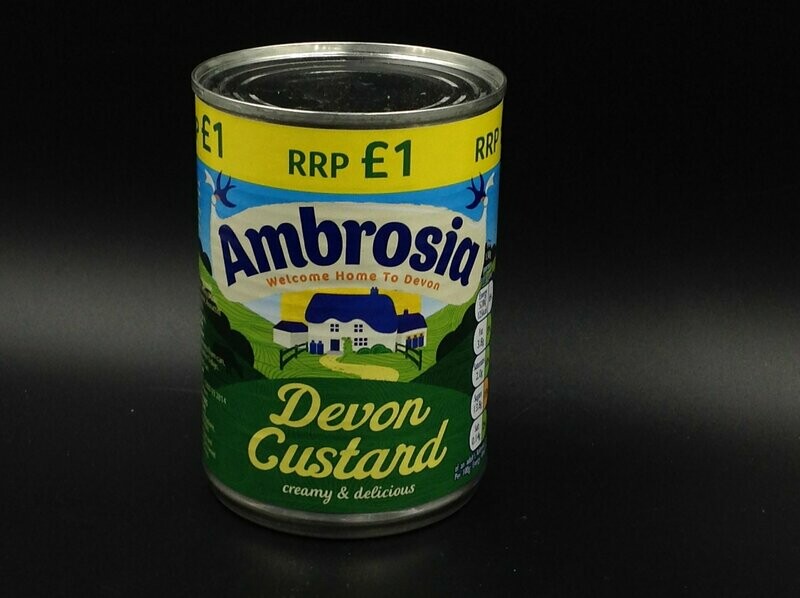 £1
RRP £1
RRP
Ambrosia
Welcome Home To Devon
Devon
Custard
creamy & delicious